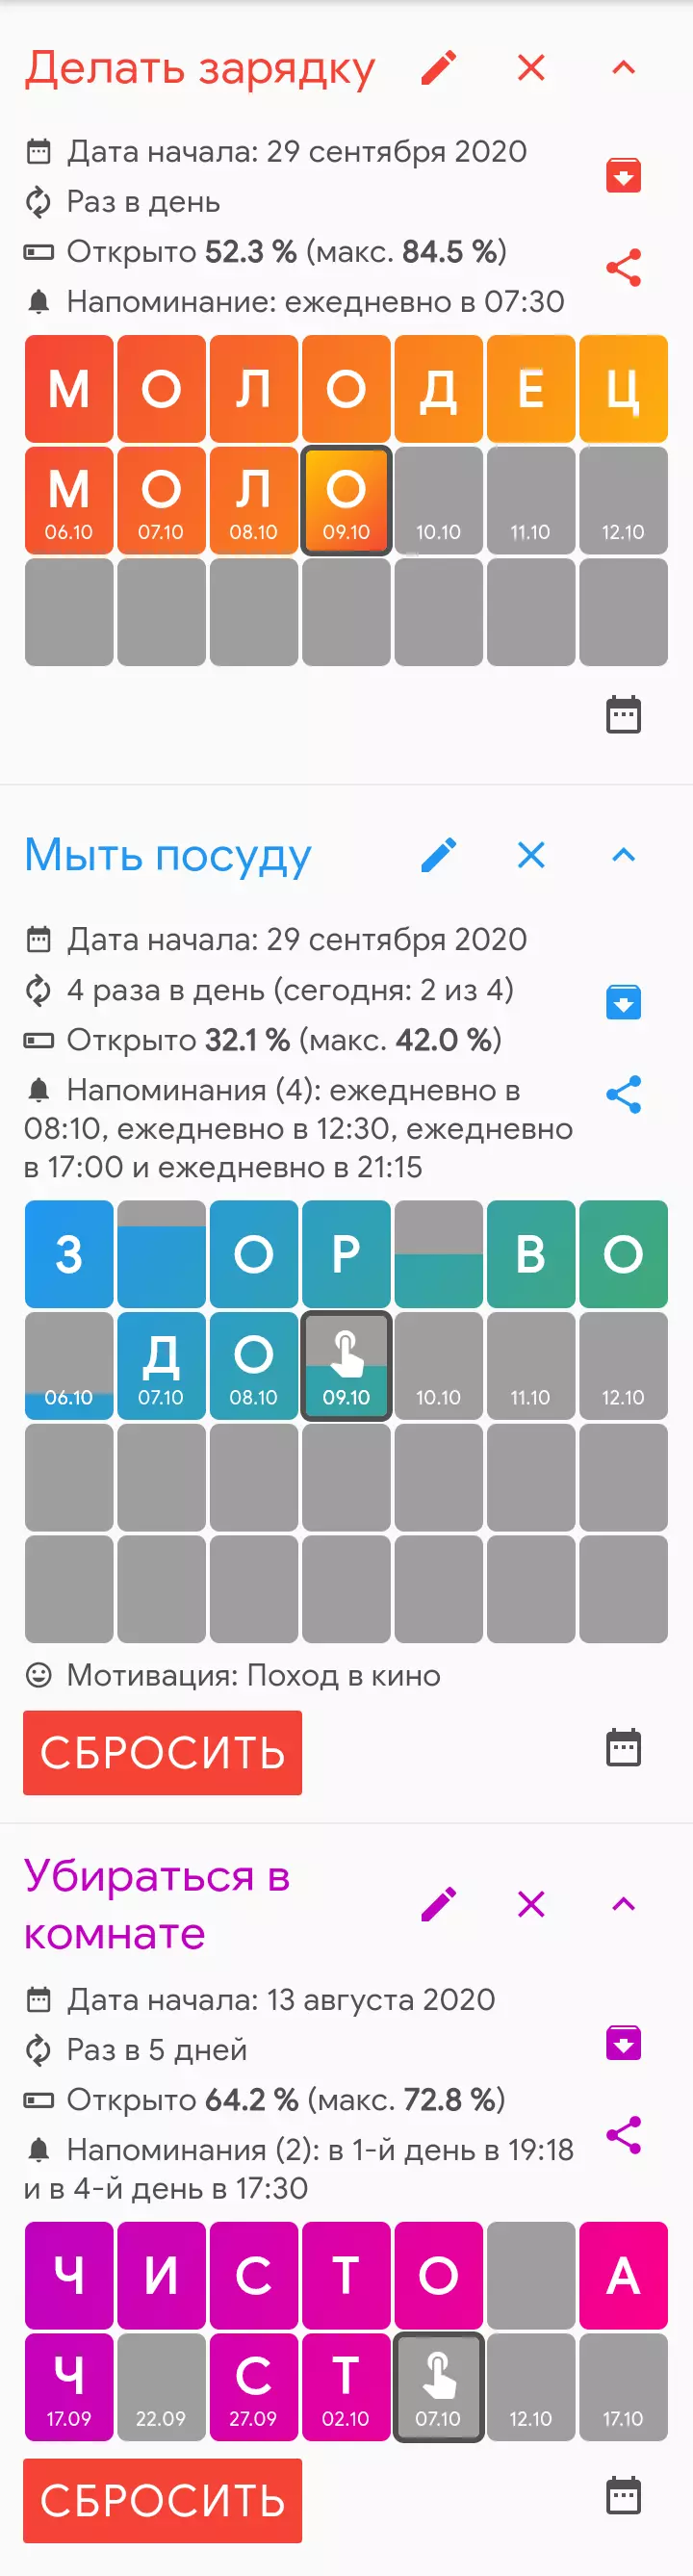 Делать зарядку
Дата начала: 29 сентября 2020
Раз в день
Открыто 52.3 % (макс. 84.5 %)
Напоминание: ежедневно в 07:30
М О Л О Д Е Ц
М О Л О
06.10 07.10 08.10 09.10 10.10 11.10 12.10
Мыть посуду
Дата начала: 29 сентября 2020
4 раза в день (сегодня: 2 из 4)
Открыто 32.1 % (макс. 42.0 %)
Напоминания (4): ежедневно в
08:10, ежедневно в 12:30, ежедневно
в 17:00 и ежедневно в 21:15
З О Р В О
Д О
06.10 07.10 08.10 09.10 10.10 11.10 12.10
Мотивация: Поход в кино
СБРОСИТЬ
Убираться в
комнате
Дата начала: 13 августа 2020
Раз в 5 дней
Открыто 64.2 % (макс. 72.8 %)
Напоминания (2): в 1-й день в 19:18
и в 4-й день в 17:30
Ч И С Т О А
Ч С Т
17.09 22.09 27.09 02.10 07.10 12.10 17.10
СБРОСИТЬ